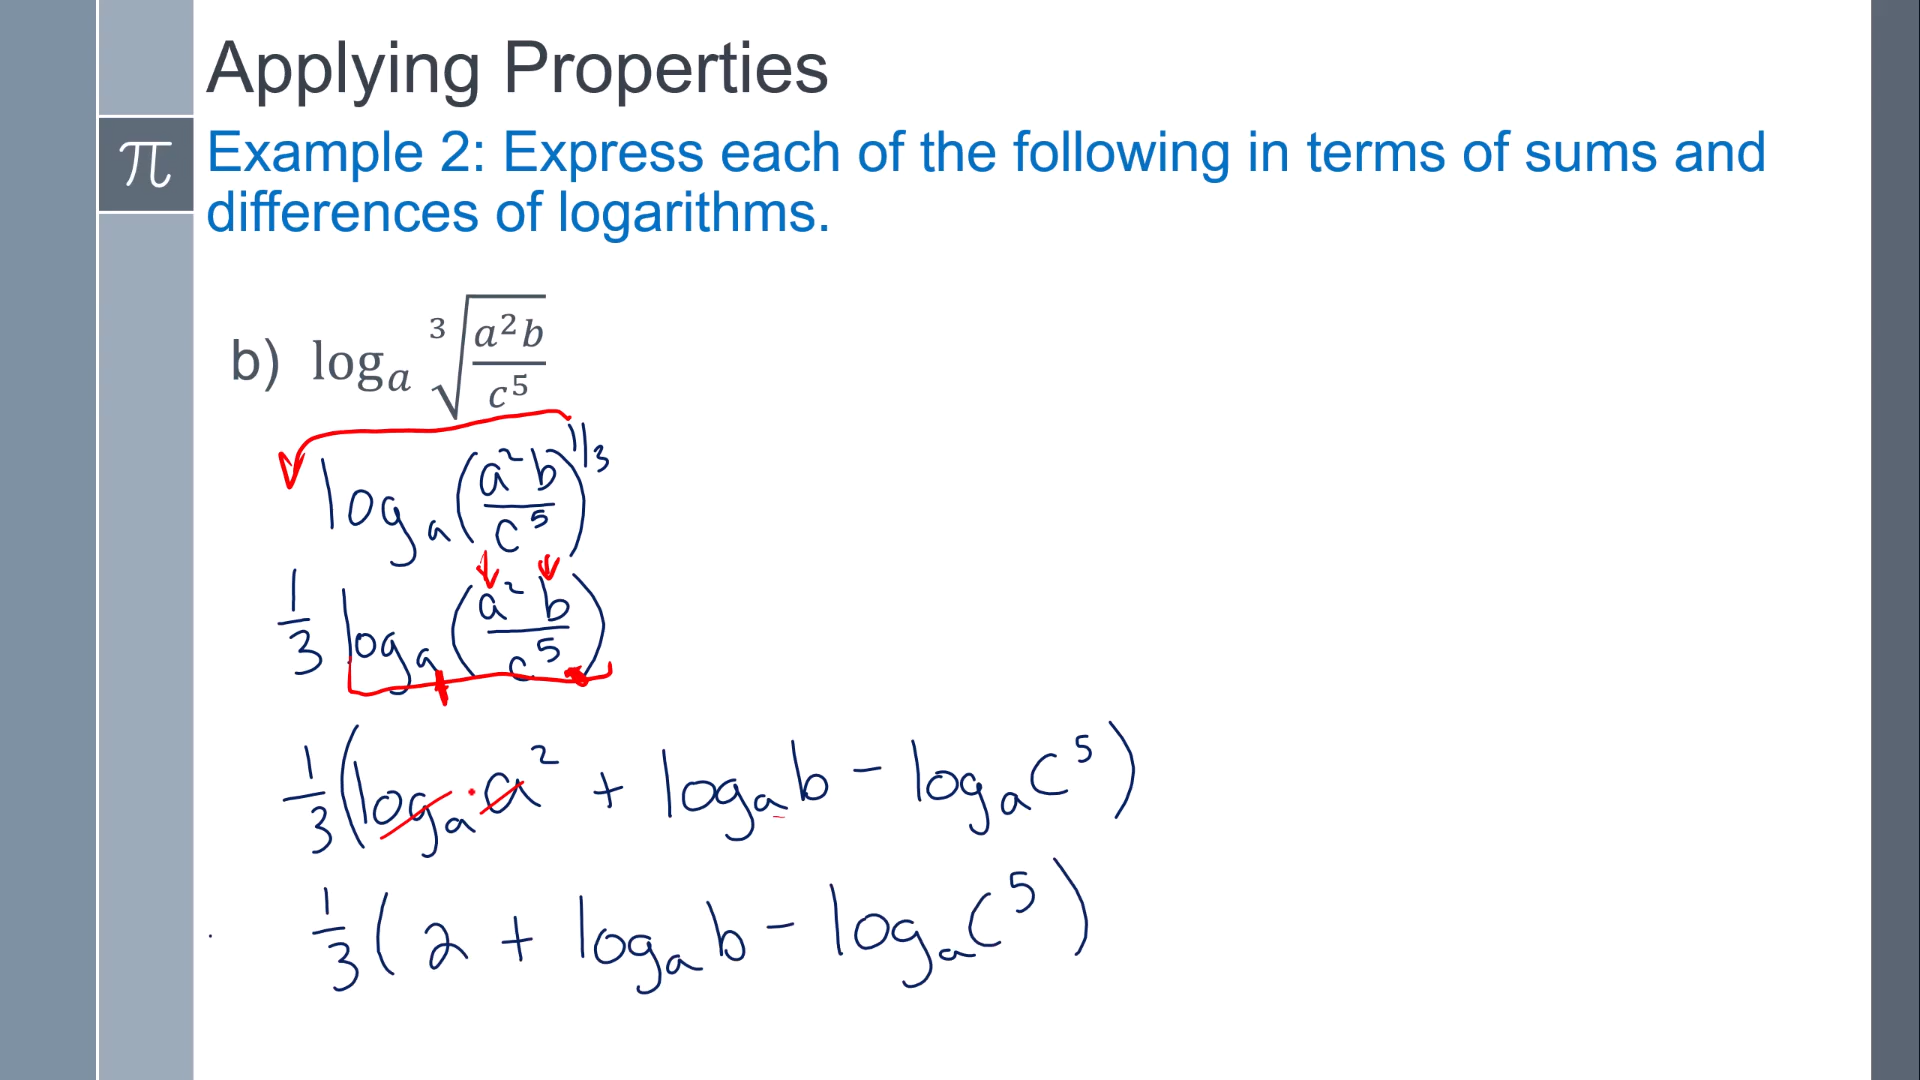 Applying Properties
π
Example 2: Express each of the following in terms of sums and
differences of logarithms.
b) logₐ ³√(a²b / c⁵)
logₐ (a²b / c⁵)^1/3
1/3 logₐ (a²b / c⁵)
1/3 (logₐ a² + logₐ b − logₐ c⁵)
1/3 (2 + logₐ b − logₐ c⁵)